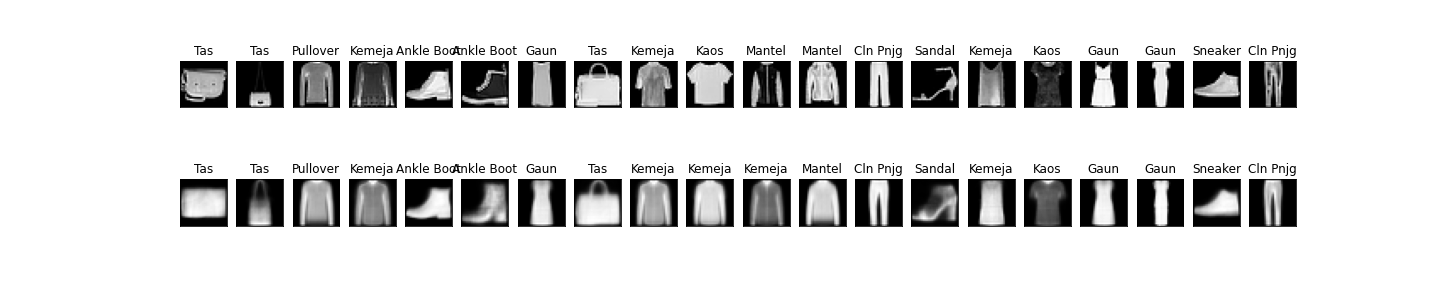 Tas Tas Pullover Kemeja Ankle Boot Ankle Boot Gaun Tas Kemeja Kaos Mantel Mantel Cln Pnjg Sandal Kemeja Kaos Gaun Gaun Sneaker Cln Pnjg
Tas Tas Pullover Kemeja Ankle Boot Ankle Boot Gaun Tas Kemeja Kemeja Kemeja Mantel Cln Pnjg Sandal Kemeja Kaos Gaun Gaun Sneaker Cln Pnjg